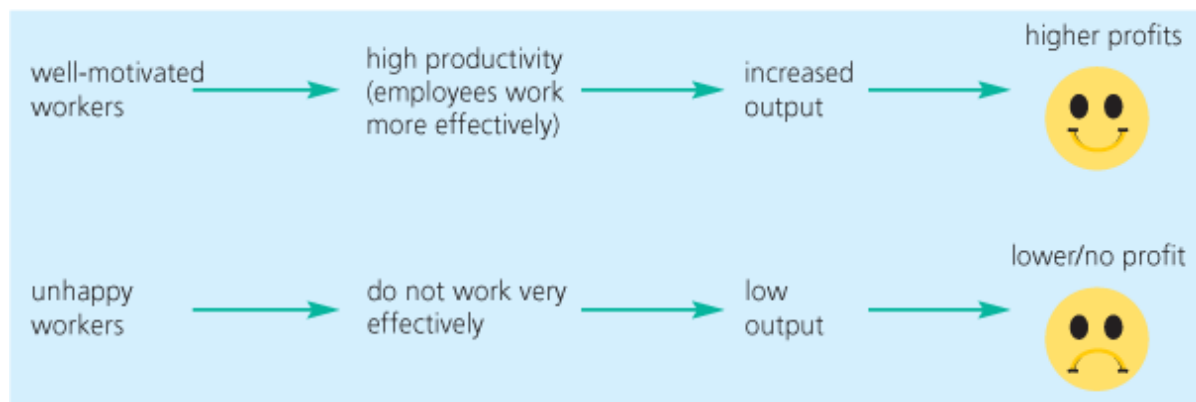 higher profits
well-motivated
workers
high productivity
(employees work
more effectively)
increased
output
lower/no profit
unhappy
workers
do not work very
effectively
low
output